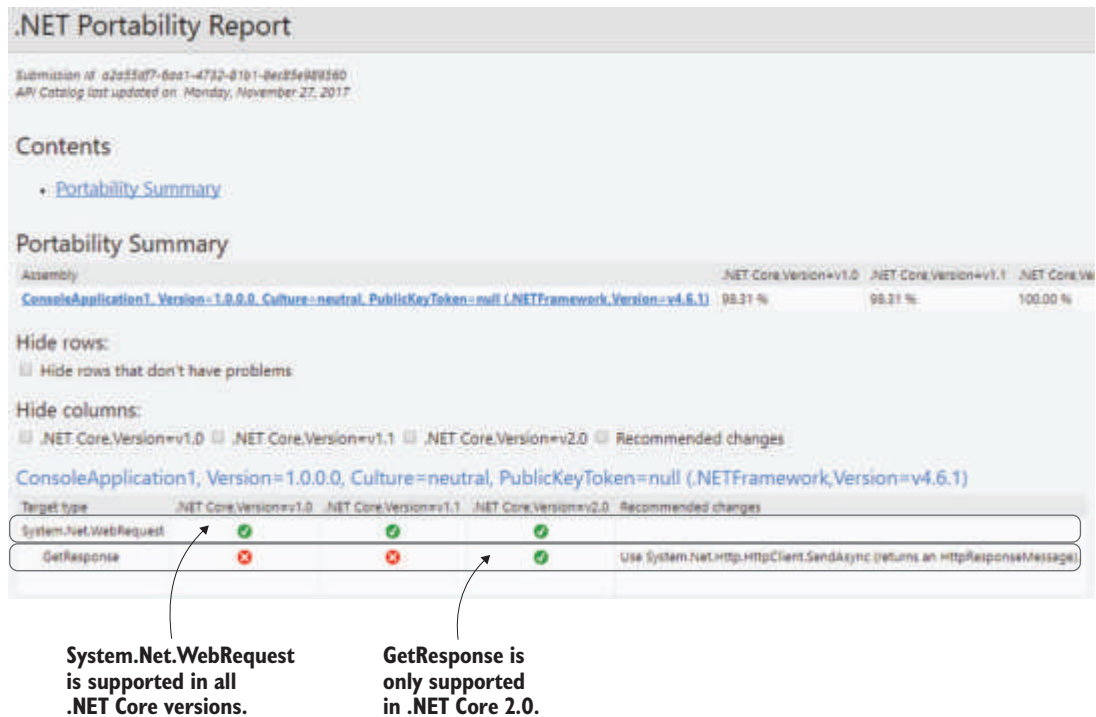 .NET Portability Report
Submission Id a2a55df7-6aa1-4732-81b1-8ec85e989560
API Catalog last updated on Monday, November 27, 2017
Contents
• Portability Summary
Portability Summary
Assembly .NET Core,Version=v1.0 .NET Core,Version=v1.1 .NET Core,Ve
ConsoleApplication1, Version=1.0.0.0, Culture=neutral, PublicKeyToken=null (.NETFramework,Version=v4.6.1) 98.31 % 98.31 % 100.00 %
Hide rows:
Hide rows that don't have problems
Hide columns:
.NET Core,Version=v1.0 .NET Core,Version=v1.1 .NET Core,Version=v2.0 Recommended changes
ConsoleApplication1, Version=1.0.0.0, Culture=neutral, PublicKeyToken=null (.NETFramework,Version=v4.6.1)
Target type .NET Core,Version=v1.0 .NET Core,Version=v1.1 .NET Core,Version=v2.0 Recommended changes
System.Net.WebRequest
GetResponse Use System.Net.Http.HttpClient.SendAsync (returns an HttpResponseMessage)
System.Net.WebRequest
is supported in all
.NET Core versions.
GetResponse is
only supported
in .NET Core 2.0.